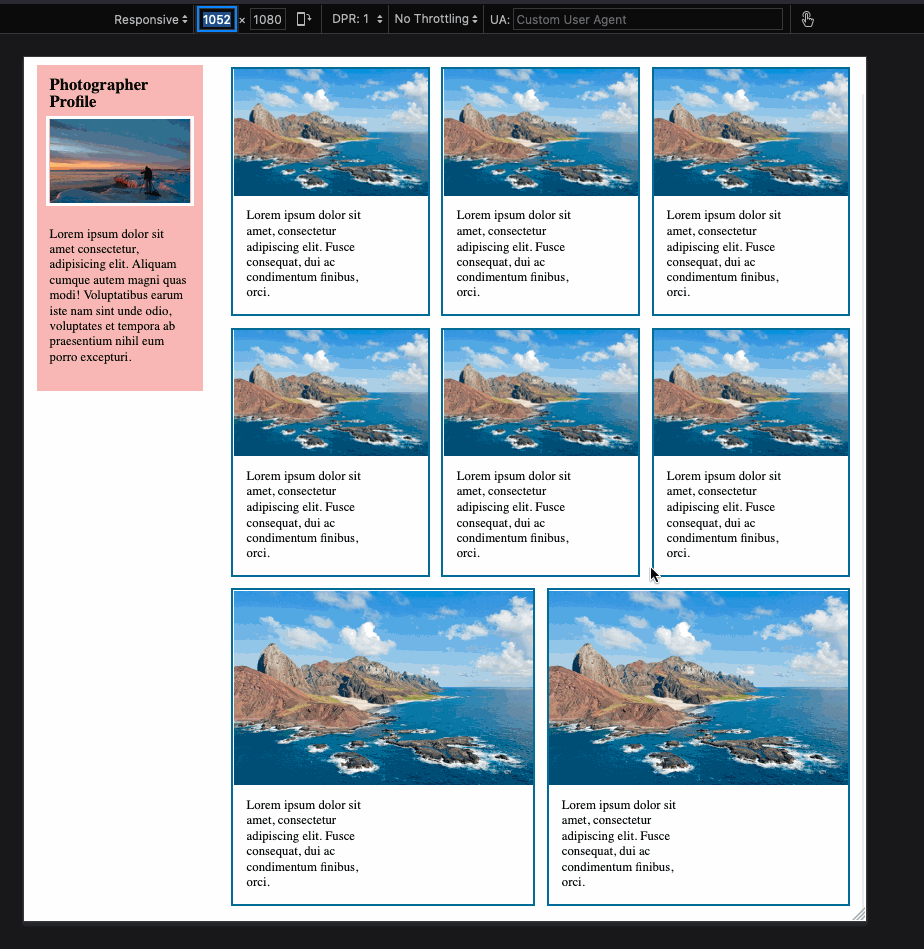 Responsive 1052 × 1080 DPR: 1 No Throttling UA: Custom User Agent
Photographer
Profile
Lorem ipsum dolor sit
amet consectetur,
adipisicing elit. Aliquam
cumque autem magni quas
modi! Voluptatibus earum
iste nam sint unde odio,
voluptates et tempora ab
praesentium nihil eum
porro excepturi.
Lorem ipsum dolor sit
amet, consectetur
adipiscing elit. Fusce
consequat, dui ac
condimentum finibus,
orci.
Lorem ipsum dolor sit
amet, consectetur
adipiscing elit. Fusce
consequat, dui ac
condimentum finibus,
orci.
Lorem ipsum dolor sit
amet, consectetur
adipiscing elit. Fusce
consequat, dui ac
condimentum finibus,
orci.
Lorem ipsum dolor sit
amet, consectetur
adipiscing elit. Fusce
consequat, dui ac
condimentum finibus,
orci.
Lorem ipsum dolor sit
amet, consectetur
adipiscing elit. Fusce
consequat, dui ac
condimentum finibus,
orci.
Lorem ipsum dolor sit
amet, consectetur
adipiscing elit. Fusce
consequat, dui ac
condimentum finibus,
orci.
Lorem ipsum dolor sit
amet, consectetur
adipiscing elit. Fusce
consequat, dui ac
condimentum finibus,
orci.
Lorem ipsum dolor sit
amet, consectetur
adipiscing elit. Fusce
consequat, dui ac
condimentum finibus,
orci.